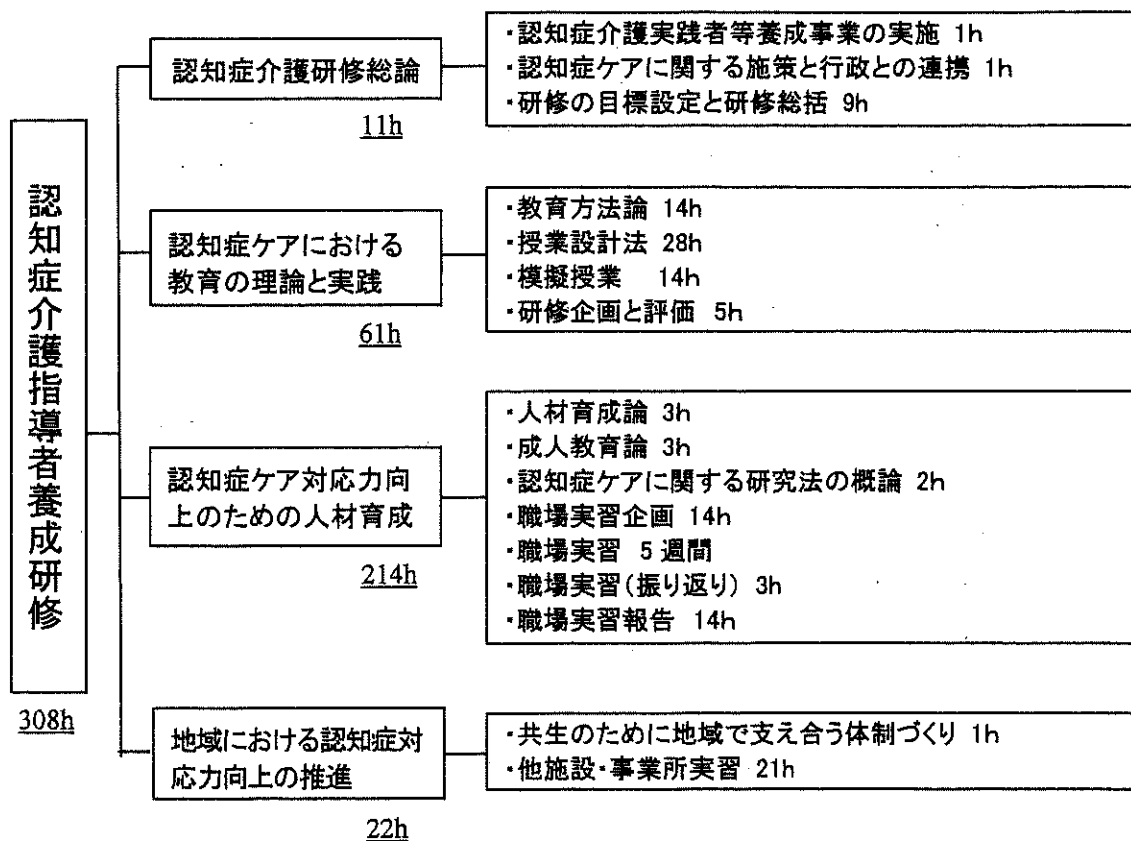 認知症介護指導者養成研修
308h
認知症介護研修総論
11h
・認知症介護実践者等養成事業の実施 1h
・認知症ケアに関する施策と行政との連携 1h
・研修の目標設定と研修総括 9h
認知症ケアにおける
教育の理論と実践
61h
・教育方法論 14h
・授業設計法 28h
・模擬授業 14h
・研修企画と評価 5h
認知症ケア対応力向
上のための人材育成
214h
・人材育成論 3h
・成人教育論 3h
・認知症ケアに関する研究法の概論 2h
・職場実習企画 14h
・職場実習 5週間
・職場実習(振り返り) 3h
・職場実習報告 14h
地域における認知症対
応力向上の推進
22h
・共生のために地域で支え合う体制づくり 1h
・他施設・事業所実習 21h